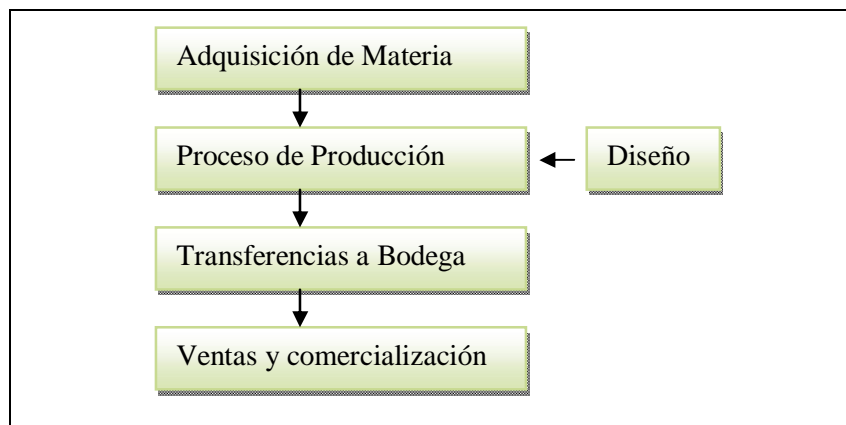 Adquisición de Materia
Proceso de Producción
Diseño
Transferencias a Bodega
Ventas y comercialización